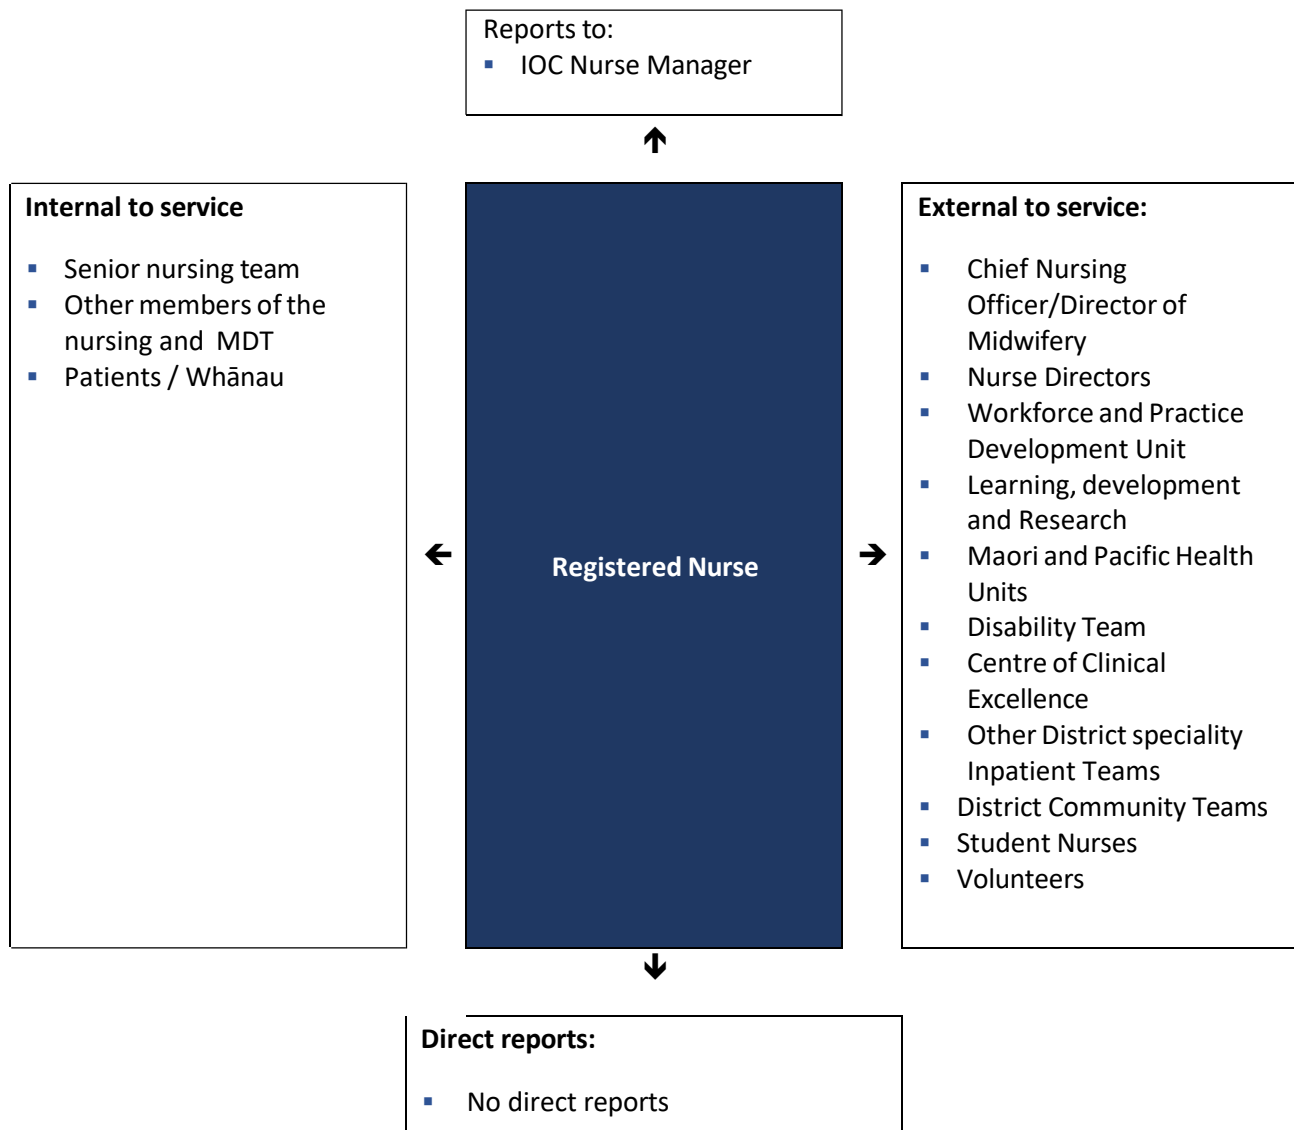 Reports to:
▪ IOC Nurse Manager
Internal to service
▪ Senior nursing team
▪ Other members of the
nursing and MDT
▪ Patients / Whānau
Registered Nurse
External to service:
▪ Chief Nursing
Officer/Director of
Midwifery
▪ Nurse Directors
▪ Workforce and Practice
Development Unit
▪ Learning, development
and Research
▪ Maori and Pacific Health
Units
▪ Disability Team
▪ Centre of Clinical
Excellence
▪ Other District speciality
Inpatient Teams
▪ District Community Teams
▪ Student Nurses
▪ Volunteers
Direct reports:
▪ No direct reports